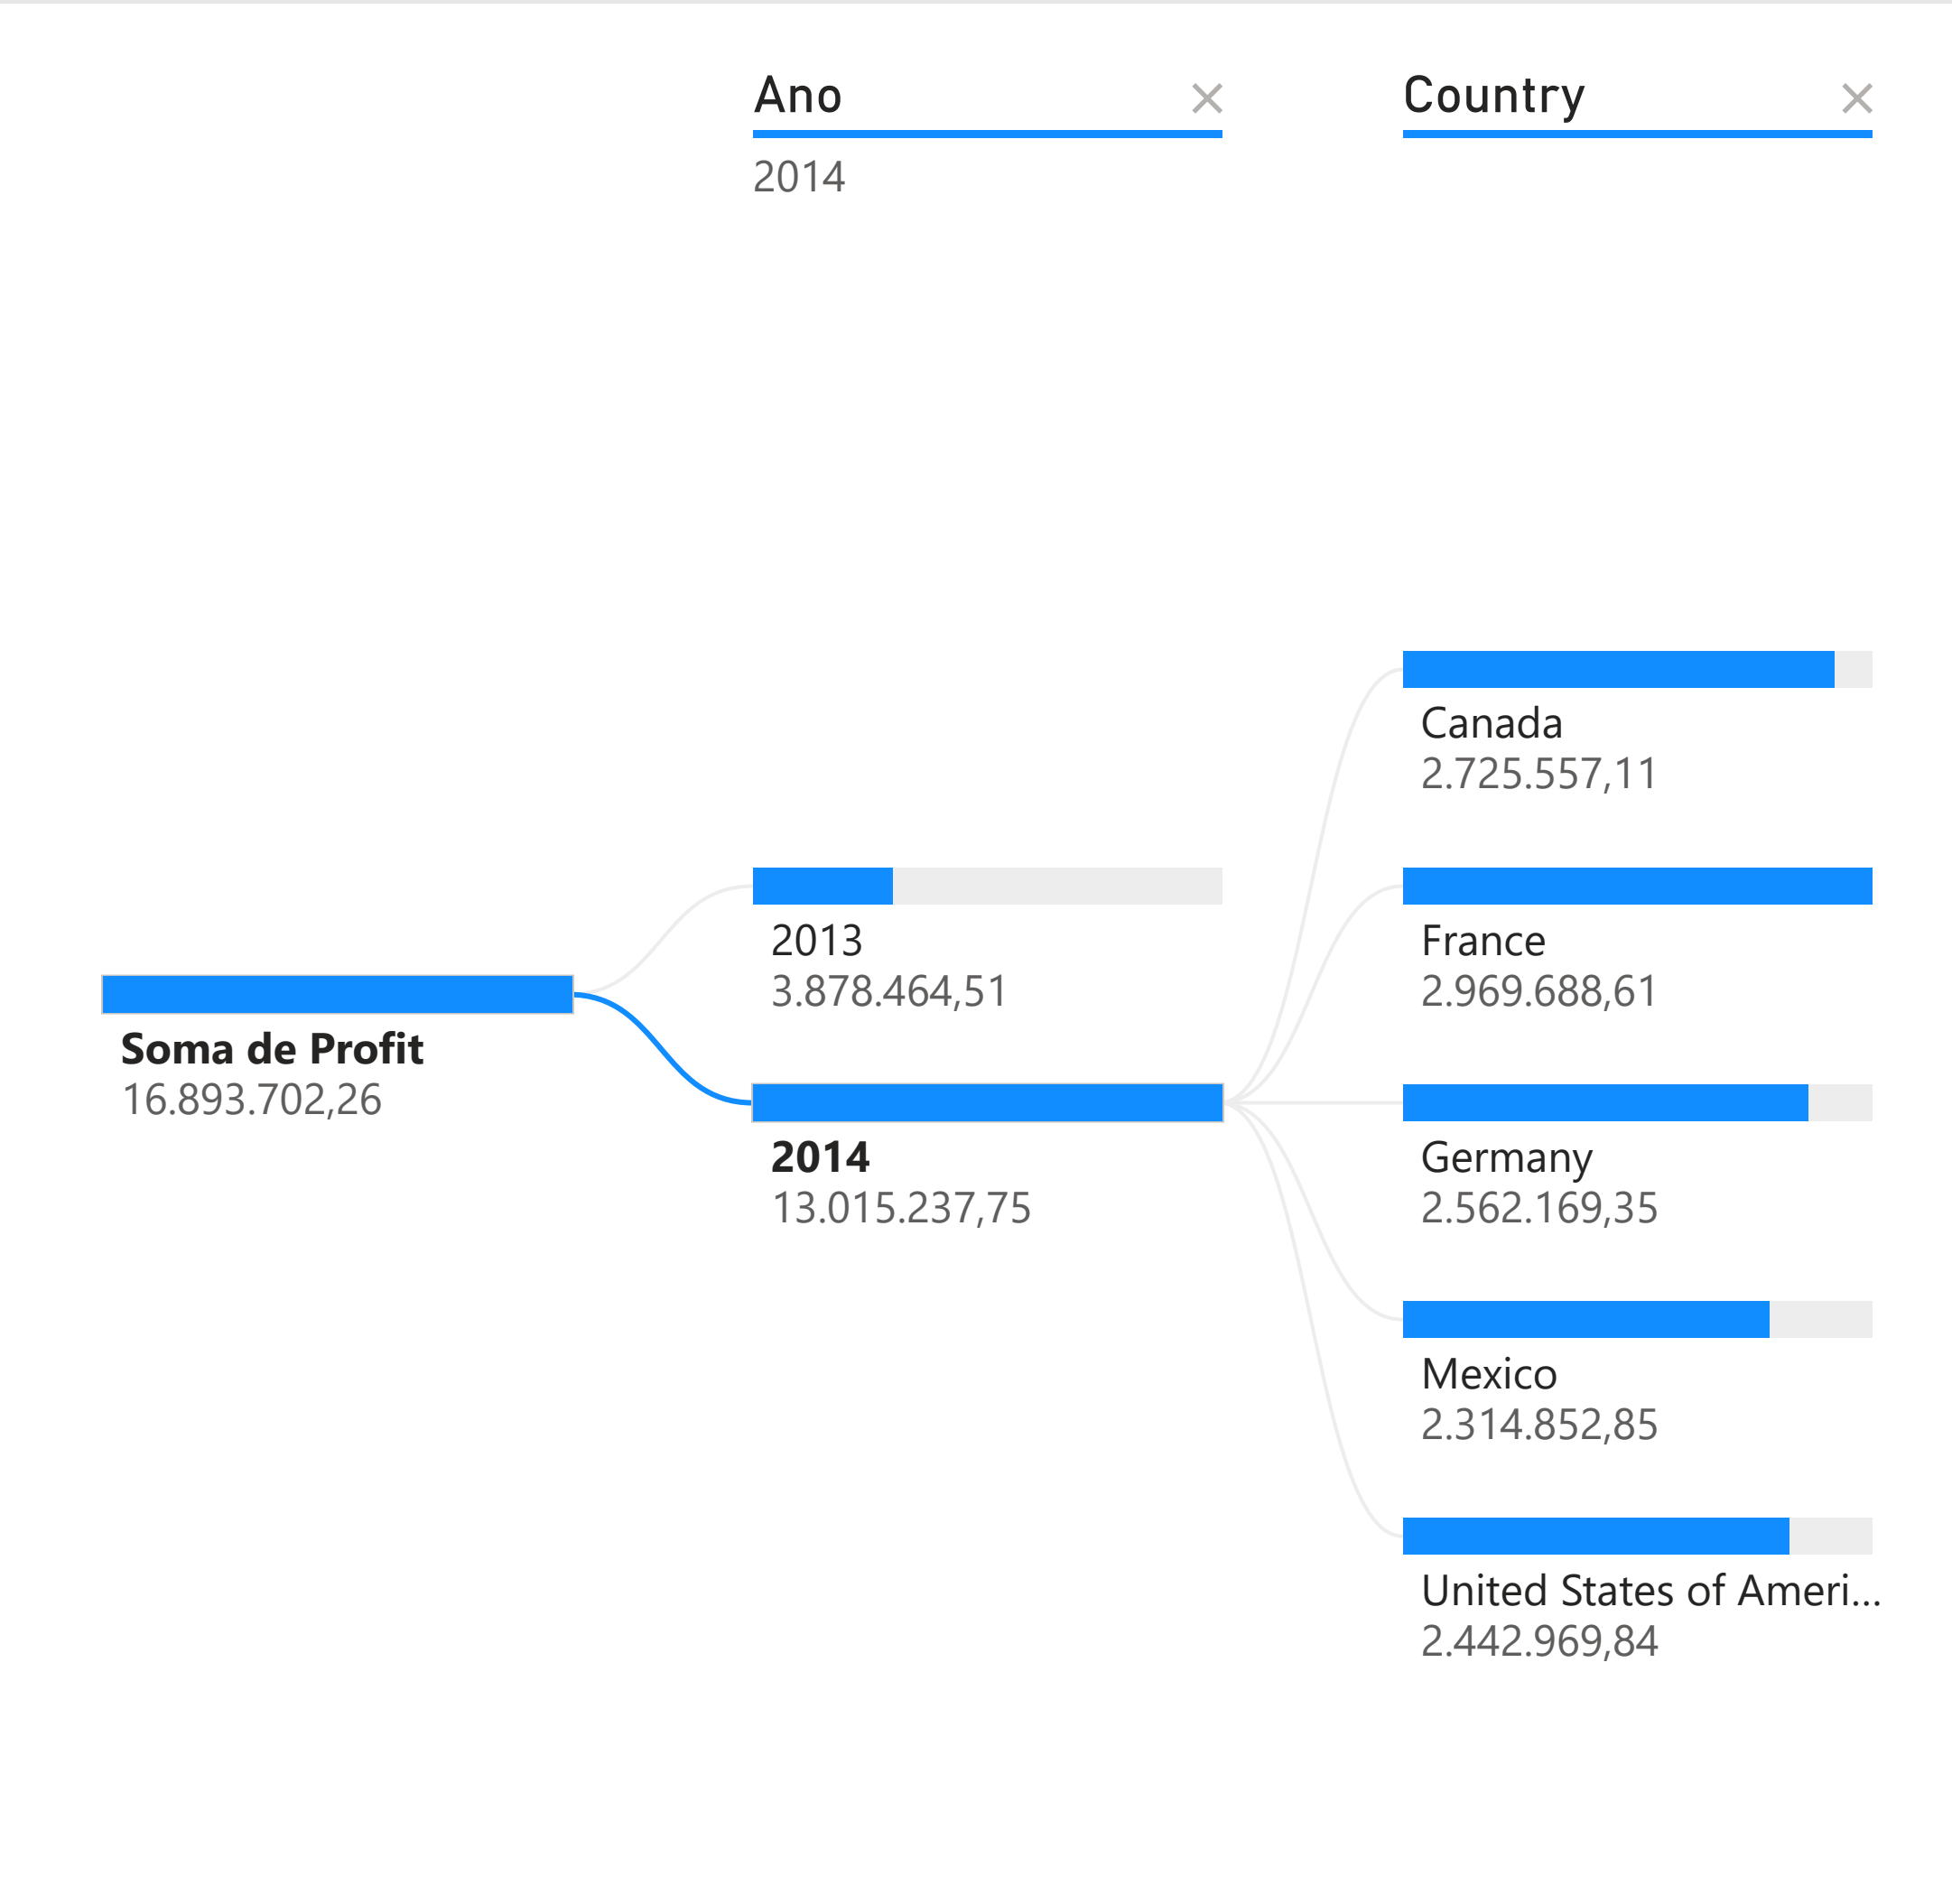 Ano
Country
2014
Canada
2.725.557,11
2013
3.878.464,51
France
2.969.688,61
Soma de Profit
16.893.702,26
2014
13.015.237,75
Germany
2.562.169,35
Mexico
2.314.852,85
United States of Ameri...
2.442.969,84